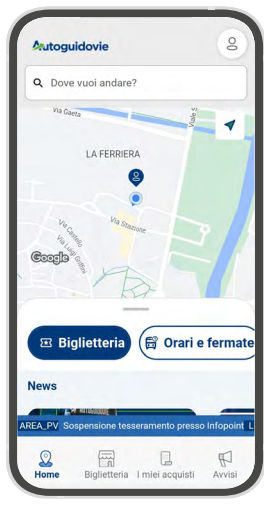 Autoguidovie
Dove vuoi andare?
Via Gaeta
Viale S
LA FERRIERA
Via Stazione
Via Castello
Via Luigi Griffini
Google
Biglietteria
Orari e fermate
News
AREA_PV Sospensione tesseramento presso Infopoint L
Home
Biglietteria
I miei acquisti
Avvisi